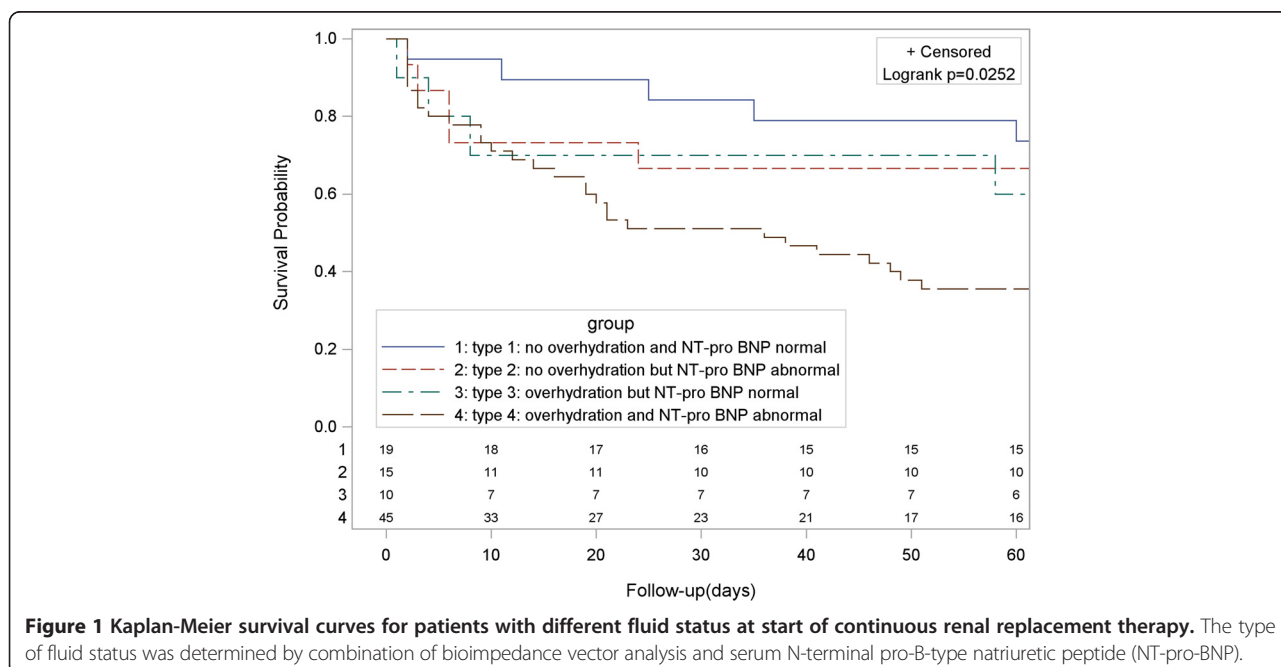 + Censored
Logrank p=0.0252
Survival Probability
1.0
0.8
0.6
0.4
0.2
0.0
group
1: type 1: no overhydration and NT-pro BNP normal
2: type 2: no overhydration but NT-pro BNP abnormal
3: type 3: overhydration but NT-pro BNP normal
4: type 4: overhydration and NT-pro BNP abnormal
1 19 18 17 16 15 15 15
2 15 11 11 10 10 10 10
3 10 7 7 7 7 7 6
4 45 33 27 23 21 17 16
0 10 20 30 40 50 60
Follow-up(days)
Figure 1 Kaplan-Meier survival curves for patients with different fluid status at start of continuous renal replacement therapy. The type
of fluid status was determined by combination of bioimpedance vector analysis and serum N-terminal pro-B-type natriuretic peptide (NT-pro-BNP).